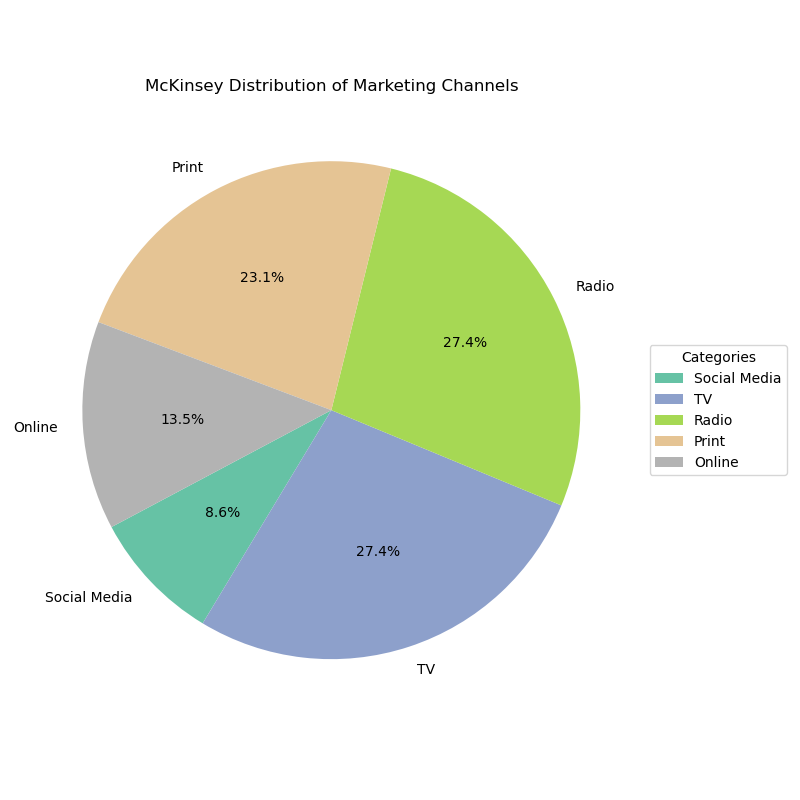 McKinsey Distribution of Marketing Channels
Print
23.1%
Radio
27.4%
Online
13.5%
Social Media
8.6%
TV
27.4%
Categories
Social Media
TV
Radio
Print
Online